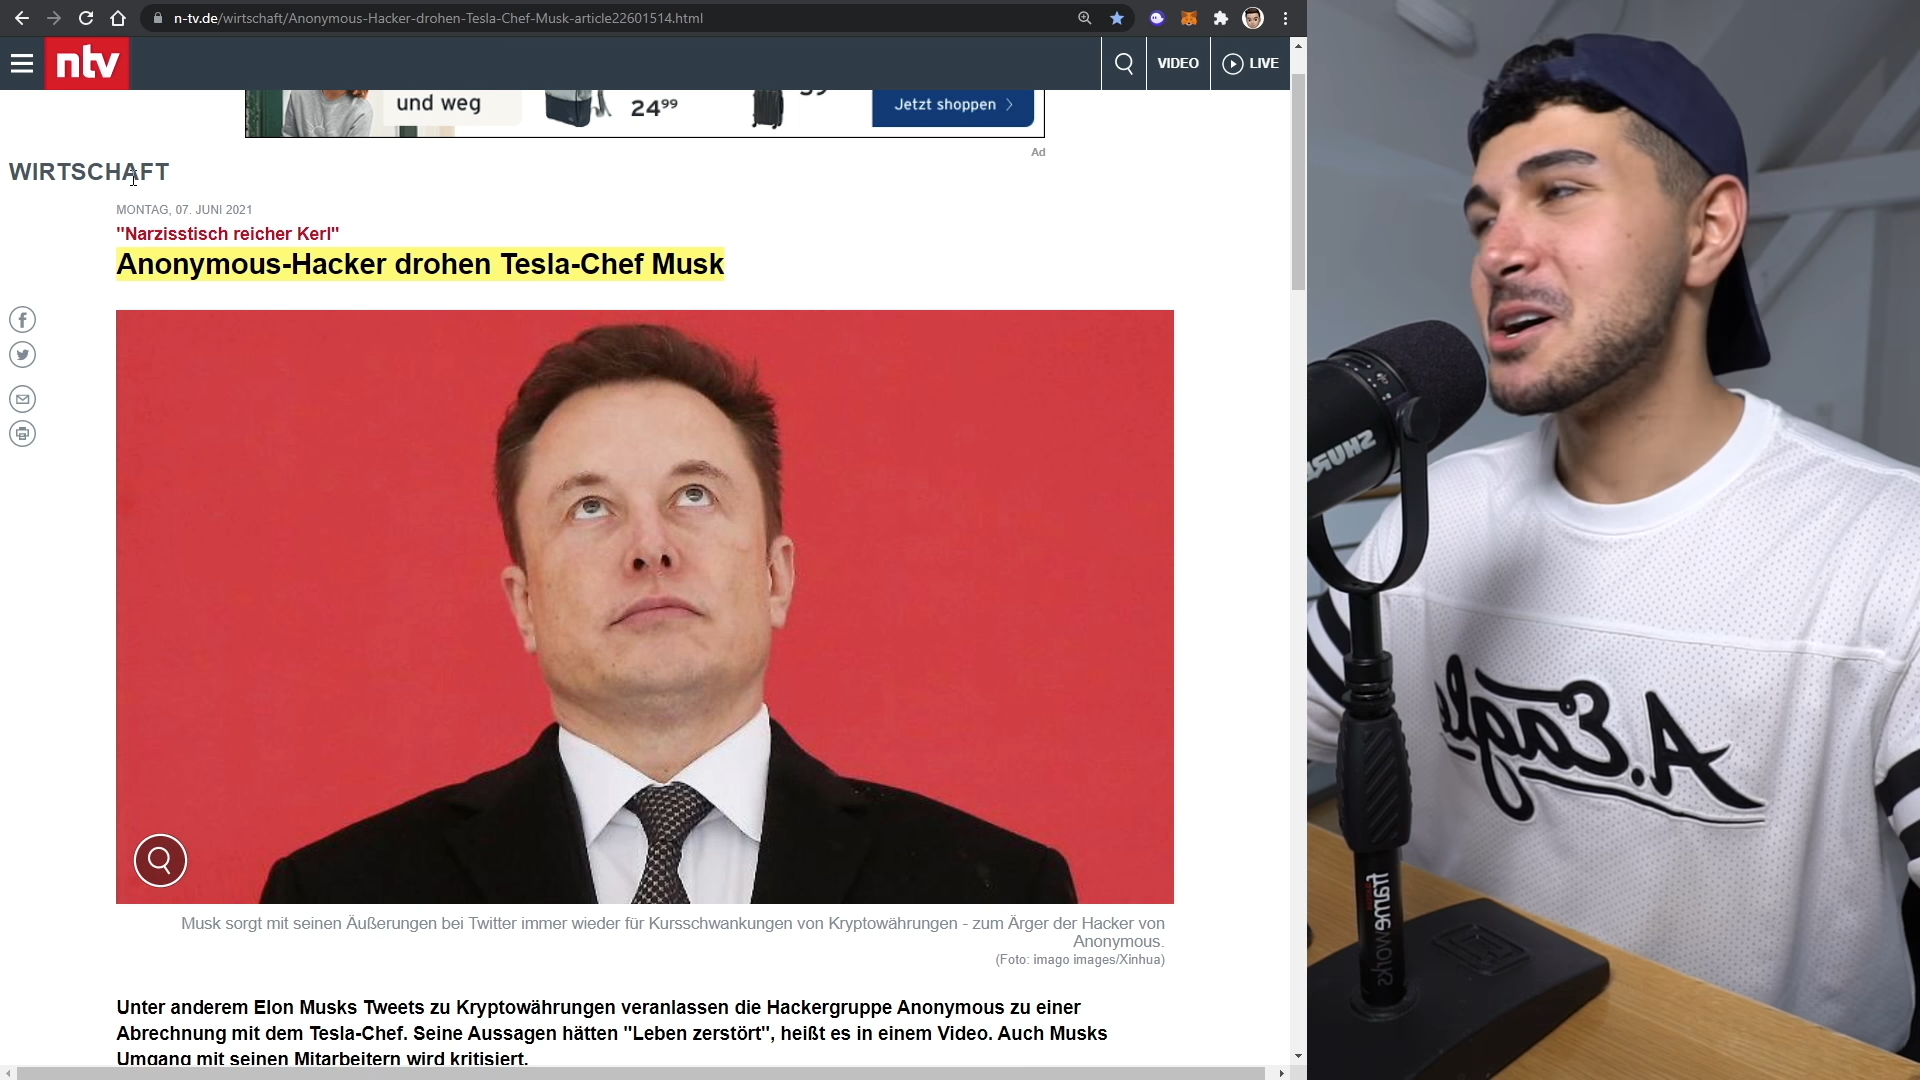 n-tv.de/wirtschaft/Anonymous-Hacker-drohen-Tesla-Chef-Musk-article22601514.html
ntv
VIDEO
LIVE
und weg
24⁹⁹
Jetzt shoppen
Ad
WIRTSCHAFT
MONTAG, 07. JUNI 2021
"Narzisstisch reicher Kerl"
Anonymous-Hacker drohen Tesla-Chef Musk
Musk sorgt mit seinen Äußerungen bei Twitter immer wieder für Kursschwankungen von Kryptowährungen - zum Ärger der Hacker von
Anonymous.
(Foto: imago images/Xinhua)
Unter anderem Elon Musks Tweets zu Kryptowährungen veranlassen die Hackergruppe Anonymous zu einer
Abrechnung mit dem Tesla-Chef. Seine Aussagen hätten "Leben zerstört", heißt es in einem Video. Auch Musks
Umgang mit seinen Mitarbeitern wird kritisiert.
SHURE
frameworks